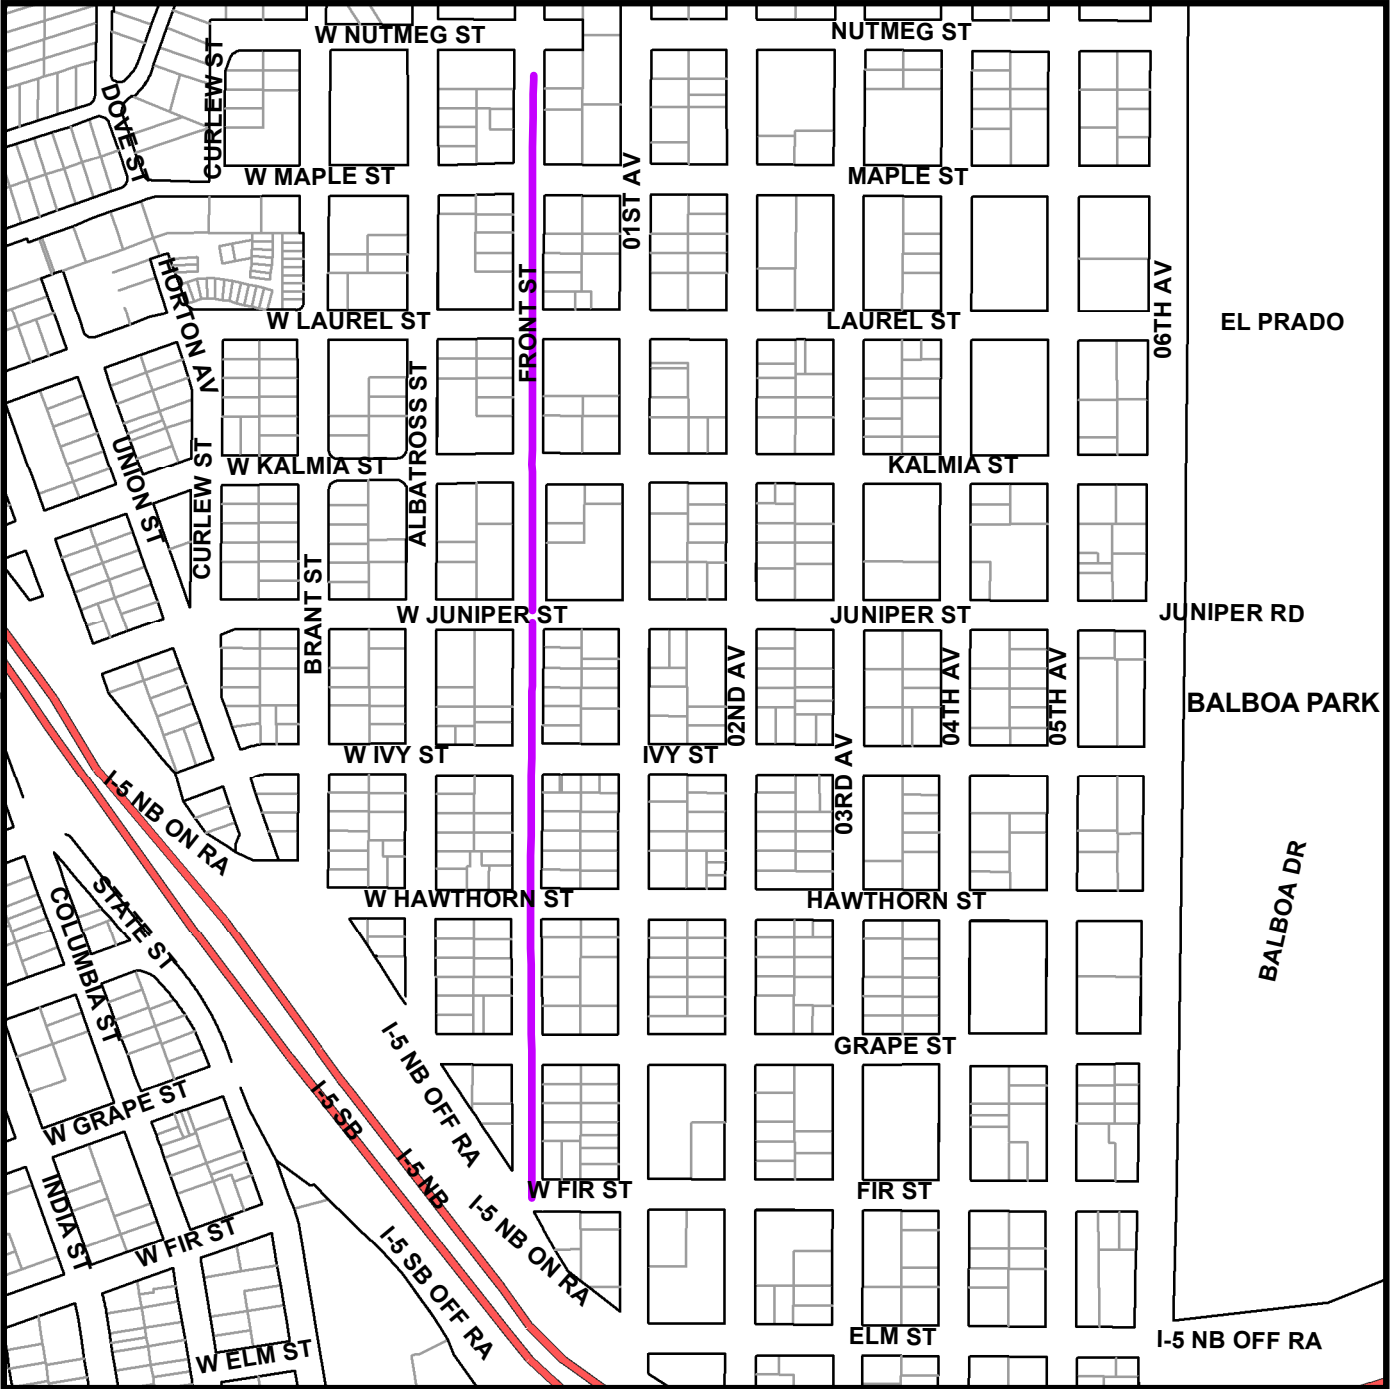 W NUTMEG ST
NUTMEG ST
DOVE ST
CURLEW ST
W MAPLE ST
MAPLE ST
01ST AV
HORTON AV
FRONT ST
06TH AV
W LAUREL ST
LAUREL ST
EL PRADO
ALBATROSS ST
UNION ST
CURLEW ST
W KALMIA ST
KALMIA ST
BRANT ST
W JUNIPER ST
JUNIPER ST
JUNIPER RD
02ND AV
04TH AV
05TH AV
BALBOA PARK
W IVY ST
IVY ST
03RD AV
I-5 NB ON RA
BALBOA DR
W HAWTHORN ST
HAWTHORN ST
STATE ST
COLUMBIA ST
I-5 NB OFF RA
GRAPE ST
W GRAPE ST
I-5 SB
I-5 NB
W FIR ST
FIR ST
INDIA ST
W FIR ST
I-5 NB ON RA
I-5 SB OFF RA
W ELM ST
ELM ST
I-5 NB OFF RA